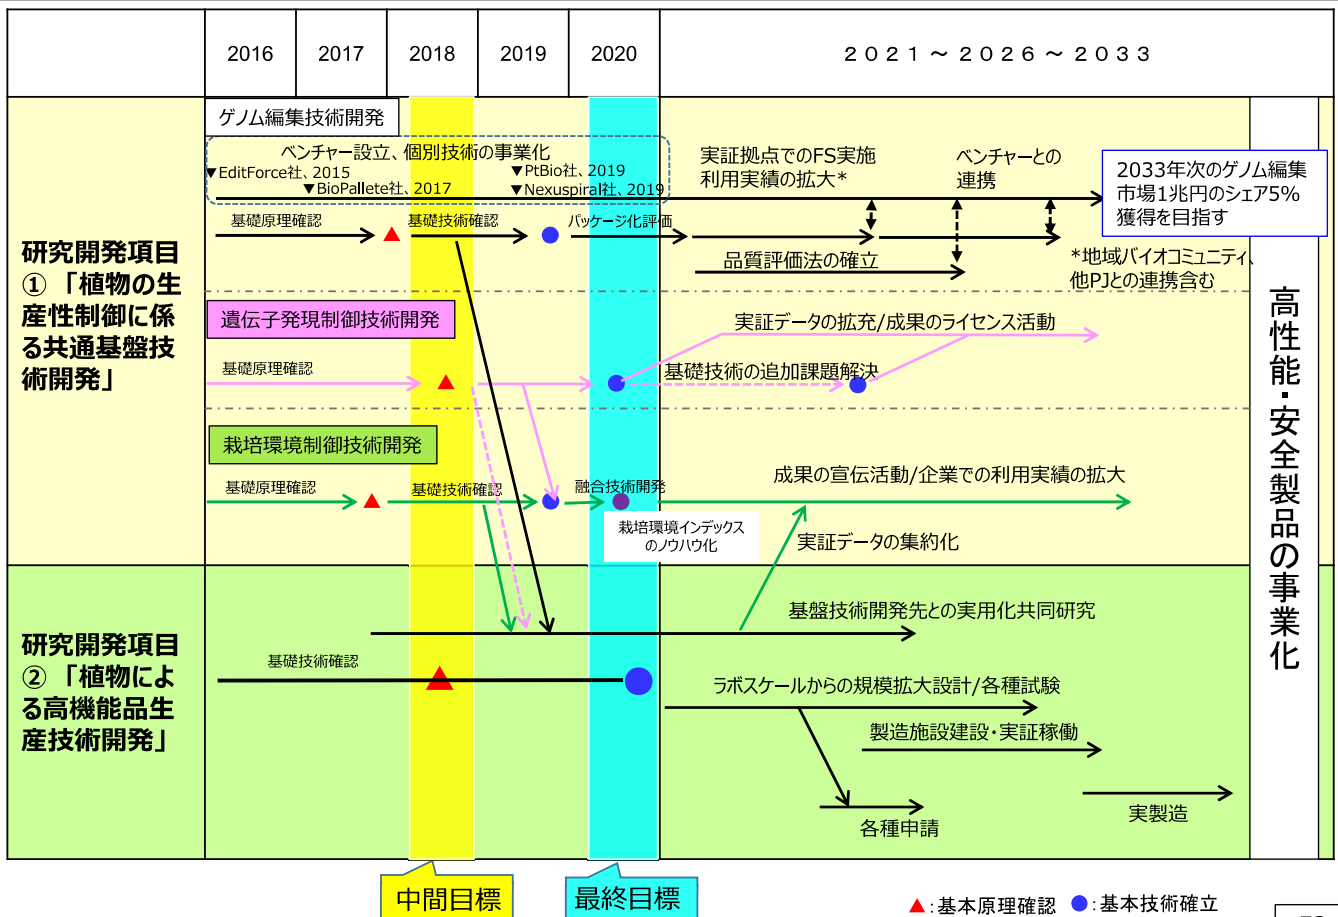 2016
2017
2018
2019
2020
2021～2026～2033
ゲノム編集技術開発
ベンチャー設立、個別技術の事業化
▼EditForce社、2015
▼BioPallete社、2017
▼PtBio社、2019
▼Nexuspiral社、2019
実証拠点でのFS実施
利用実績の拡大*
ベンチャーとの
連携
2033年次のゲノム編集
市場1兆円のシェア5%
獲得を目指す
基礎原理確認
基礎技術確認
パッケージ化評価
品質評価法の確立
*地域バイオコミュニティ、
他PJとの連携含む
研究開発項目
①「植物の生
産性制御に係
る共通基盤技
術開発」
遺伝子発現制御技術開発
実証データの拡充/成果のライセンス活動
基礎原理確認
基礎技術の追加課題解決
栽培環境制御技術開発
成果の宣伝活動/企業での利用実績の拡大
基礎原理確認
基礎技術確認
融合技術開発
栽培環境インデックス
のノウハウ化
実証データの集約化
高性能・安全製品の事業化
研究開発項目
②「植物によ
る高機能品生
産技術開発」
基盤技術開発先との実用化共同研究
基礎技術確認
ラボスケールからの規模拡大設計/各種試験
製造施設建設・実証稼働
実製造
各種申請
中間目標
最終目標
▲:基本原理確認 ●:基本技術確立